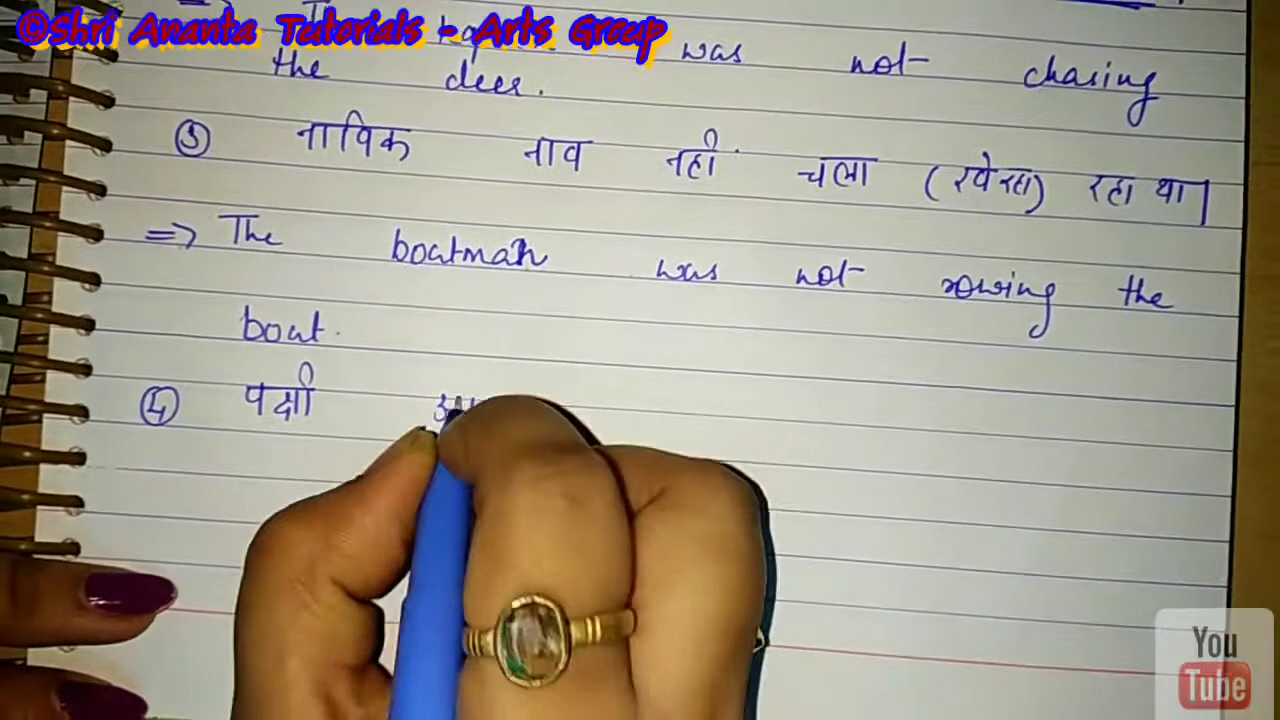 ©Shri Ananta Tutorials - Arts Group
was not chasing
the deer.
③ नाविक नाव नही चला (खे रहा) रहा था|
=> The boatman was not rowing the
boat.
④ पक्षी
You
Tube